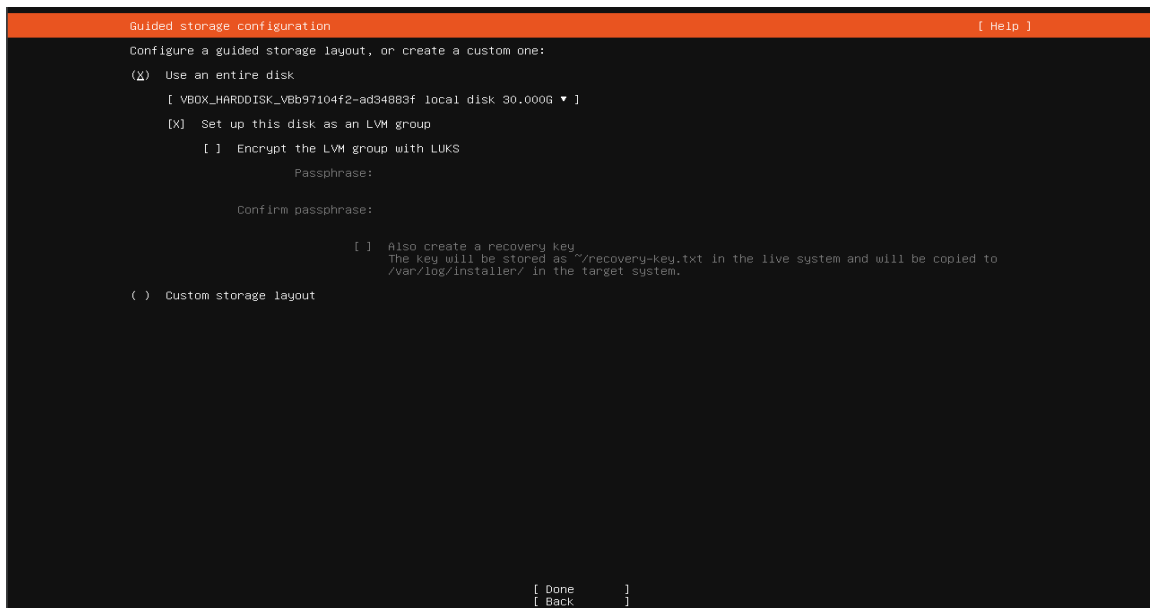 Guided storage configuration [ Help ]
Configure a guided storage layout, or create a custom one:
(X) Use an entire disk
[ VBOX_HARDDISK_VBb97104f2-ad34883f local disk 30.000G ▾ ]
[X] Set up this disk as an LVM group
[ ] Encrypt the LVM group with LUKS
Passphrase:
Confirm passphrase:
[ ] Also create a recovery key
The key will be stored as ~/recovery-key.txt in the live system and will be copied to
/var/log/installer/ in the target system.
( ) Custom storage layout
[ Done ]
[ Back ]